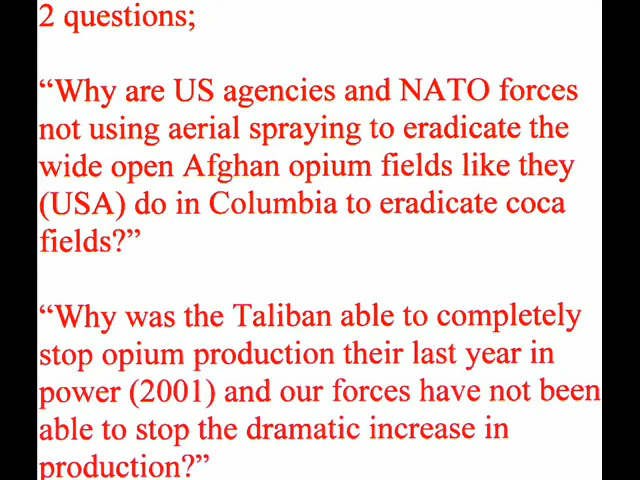 2 questions;
“Why are US agencies and NATO forces
not using aerial spraying to eradicate the
wide open Afghan opium fields like they
(USA) do in Columbia to eradicate coca
fields?”
“Why was the Taliban able to completely
stop opium production their last year in
power (2001) and our forces have not been
able to stop the dramatic increase in
production?”